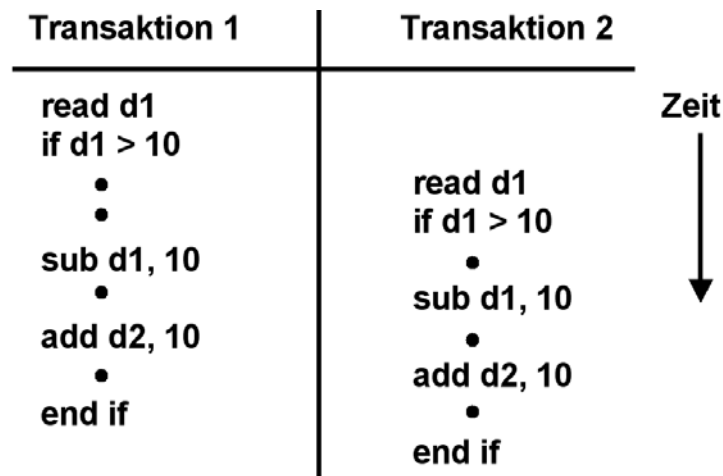 Transaktion 1
Transaktion 2
Zeit
read d1
if d1 > 10
•
•
sub d1, 10
•
add d2, 10
•
end if
read d1
if d1 > 10
•
sub d1, 10
•
add d2, 10
•
end if